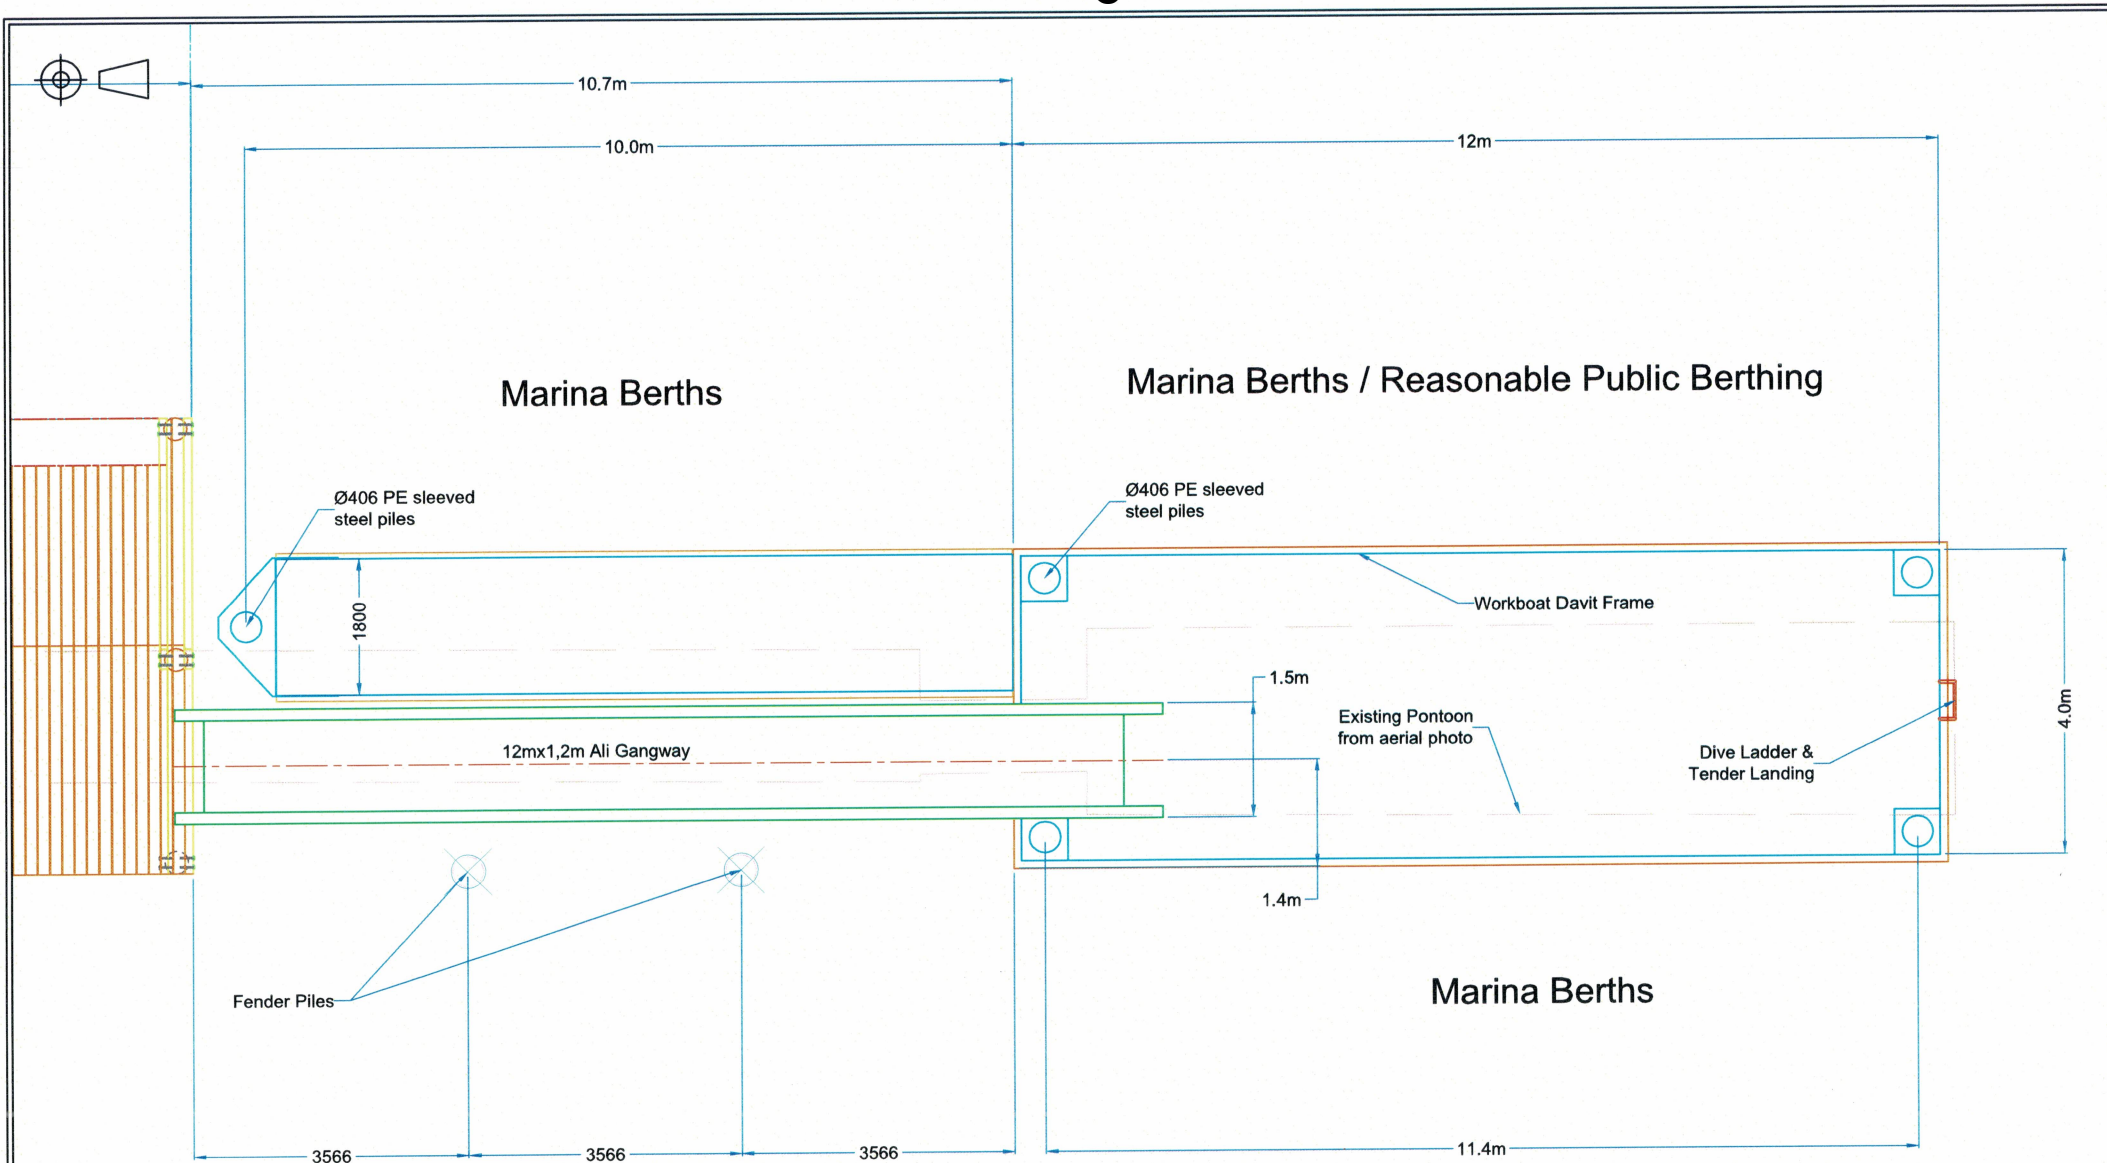 10.7m
10.0m
12m
Marina Berths
Marina Berths / Reasonable Public Berthing
Ø406 PE sleeved
steel piles
Ø406 PE sleeved
steel piles
1800
Workboat Davit Frame
1.5m
4.0m
Existing Pontoon
from aerial photo
12mx1,2m Ali Gangway
Dive Ladder &
Tender Landing
1.4m
Fender Piles
Marina Berths
3566
3566
3566
11.4m